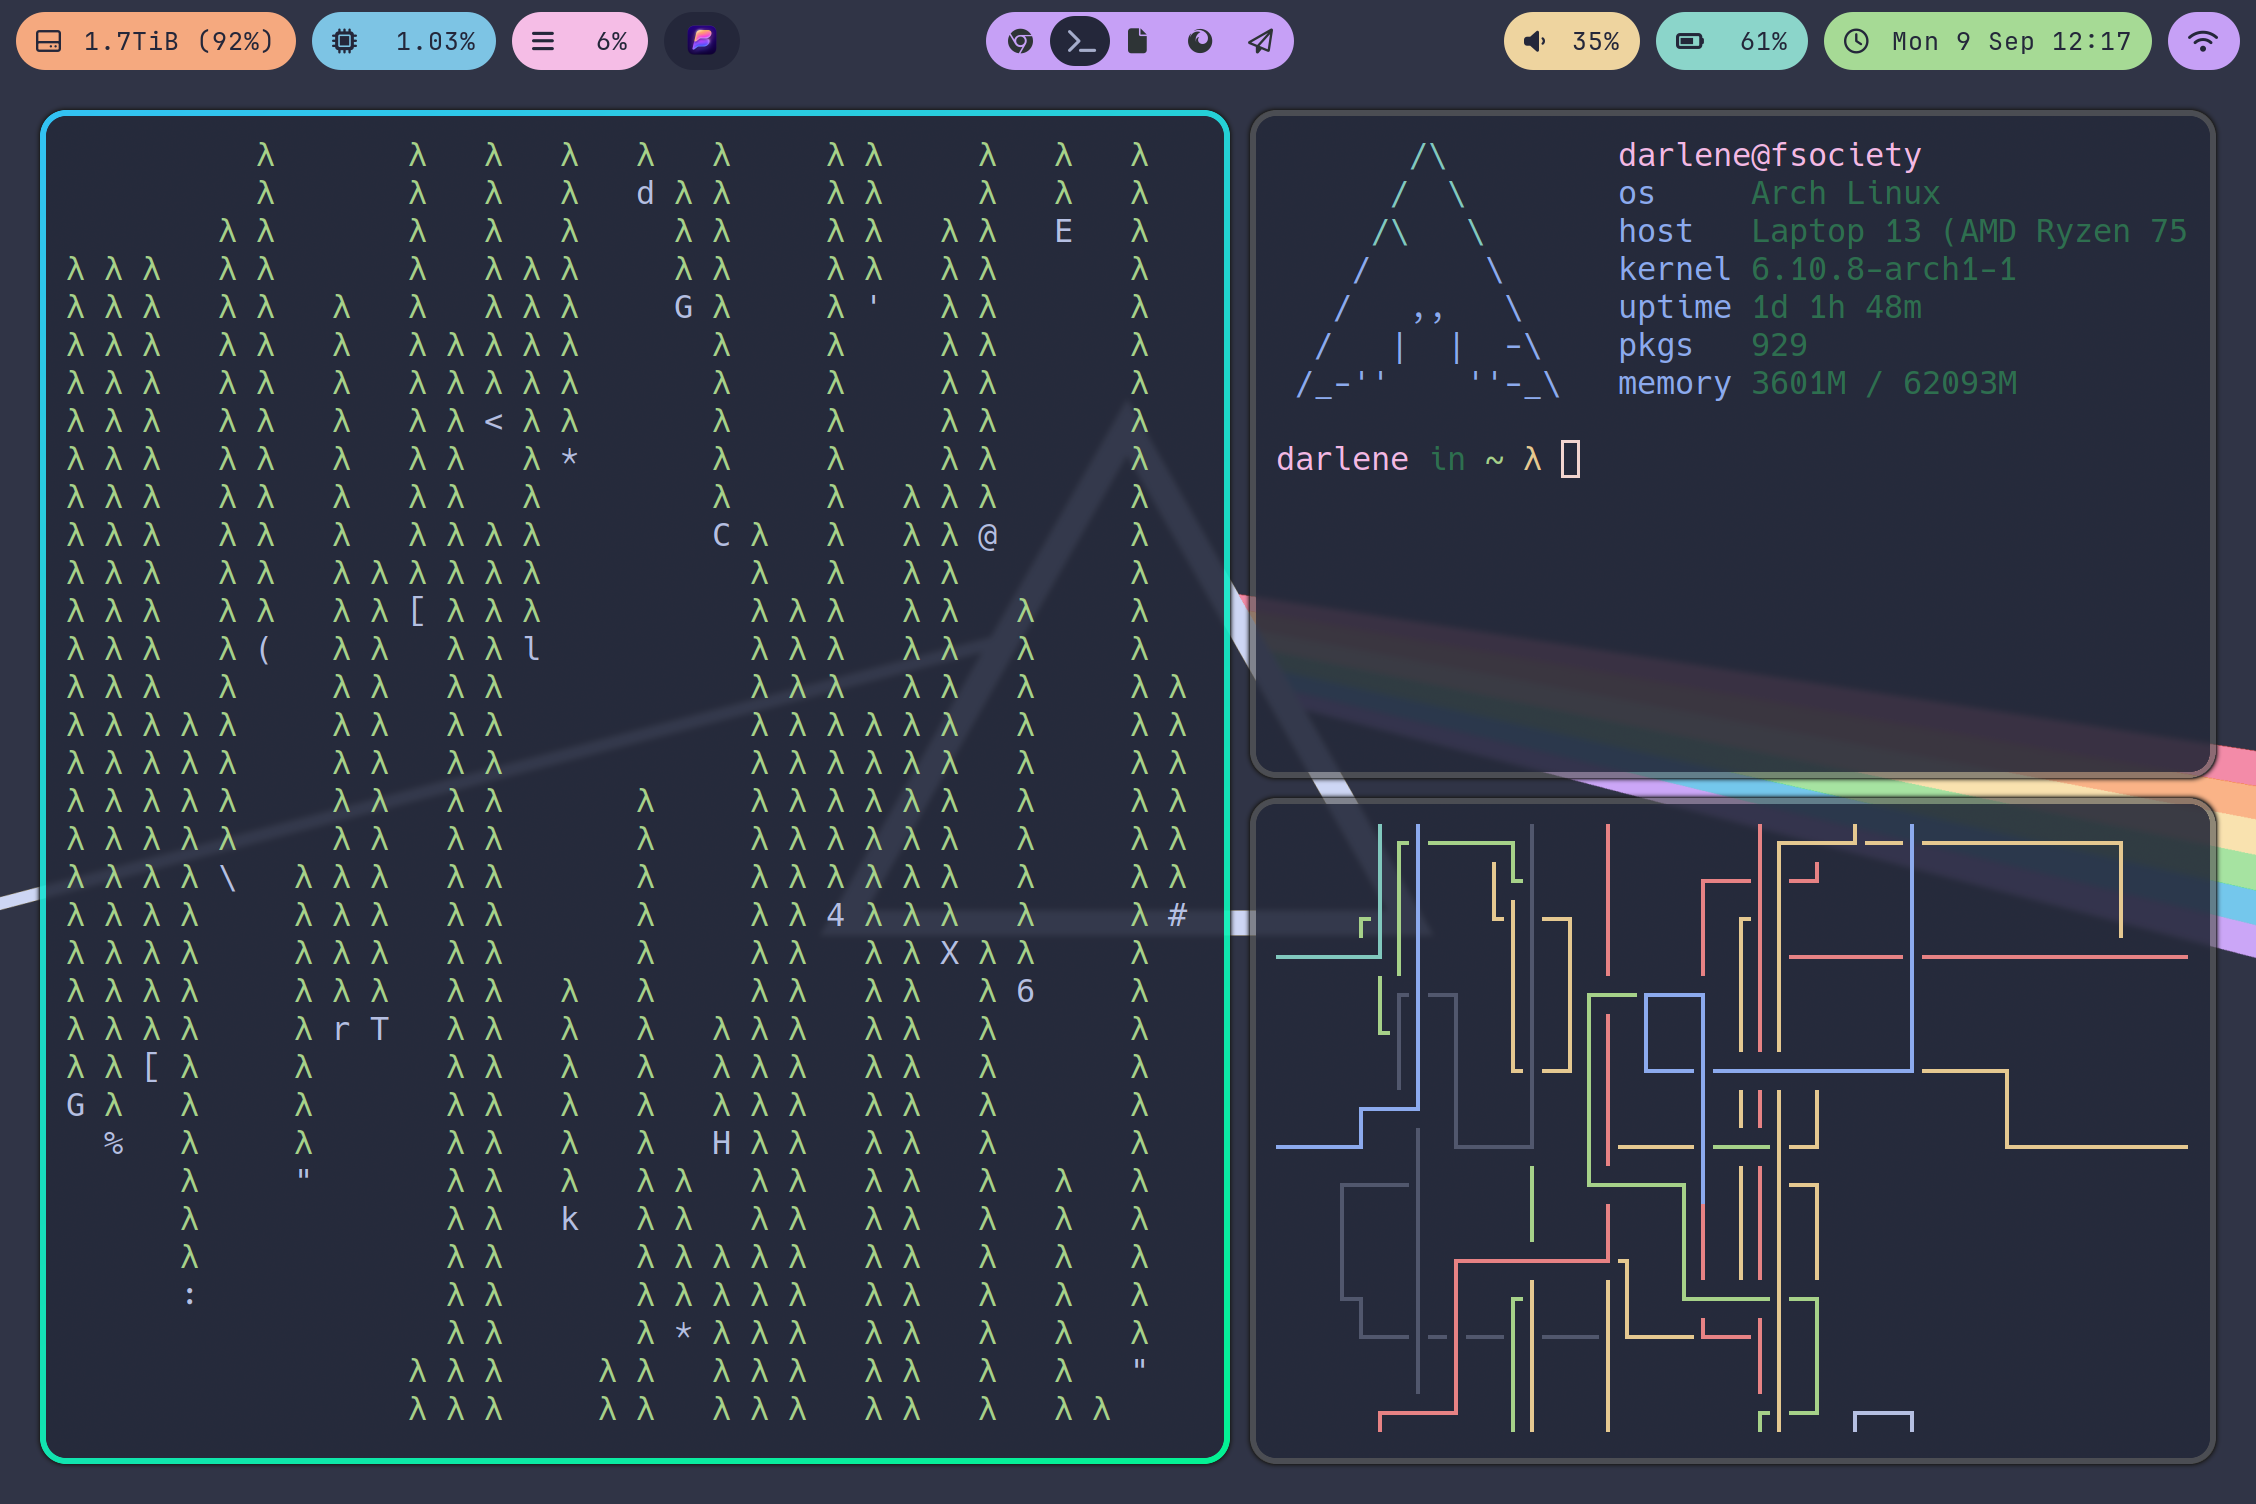 1.7TiB (92%) 1.03% 6% 35% 61% Mon 9 Sep 12:17
λ λ λ λ λ λ λ λ λ λ λ
λ λ λ λ d λ λ λ λ λ λ λ
λ λ λ λ λ λ λ λ λ λ λ E λ
λ λ λ λ λ λ λ λ λ λ λ λ λ λ λ λ
λ λ λ λ λ λ λ λ λ λ G λ λ ' λ λ λ
λ λ λ λ λ λ λ λ λ λ λ λ λ λ λ λ
λ λ λ λ λ λ λ λ λ λ λ λ λ λ λ λ
λ λ λ λ λ λ λ λ < λ λ λ λ λ λ λ
λ λ λ λ λ λ λ λ λ * λ λ λ λ λ
λ λ λ λ λ λ λ λ λ λ λ λ λ λ λ
λ λ λ λ λ λ λ λ λ λ C λ λ λ λ @ λ
λ λ λ λ λ λ λ λ λ λ λ λ λ λ λ λ
λ λ λ λ λ λ λ [ λ λ λ λ λ λ λ λ λ λ
λ λ λ λ ( λ λ λ λ l λ λ λ λ λ λ λ
λ λ λ λ λ λ λ λ λ λ λ λ λ λ λ λ
λ λ λ λ λ λ λ λ λ λ λ λ λ λ λ λ λ λ
λ λ λ λ λ λ λ λ λ λ λ λ λ λ λ λ λ λ
λ λ λ λ λ λ λ λ λ λ λ λ λ λ λ λ λ λ λ
λ λ λ λ λ λ λ λ λ λ λ λ λ λ λ λ λ λ λ
λ λ λ λ \ λ λ λ λ λ λ λ λ λ λ λ λ λ λ λ
λ λ λ λ λ λ λ λ λ λ λ λ 4 λ λ λ λ λ #
λ λ λ λ λ λ λ λ λ λ λ λ λ λ X λ λ λ
λ λ λ λ λ λ λ λ λ λ λ λ λ λ λ λ 6 λ
λ λ λ λ λ r T λ λ λ λ λ λ λ λ λ λ λ
λ λ [ λ λ λ λ λ λ λ λ λ λ λ λ λ
G λ λ λ λ λ λ λ λ λ λ λ λ λ λ
% λ λ λ λ λ λ H λ λ λ λ λ λ
λ " λ λ λ λ λ λ λ λ λ λ λ λ
λ λ λ k λ λ λ λ λ λ λ λ λ
λ λ λ λ λ λ λ λ λ λ λ λ λ
: λ λ λ λ λ λ λ λ λ λ λ λ
λ λ λ * λ λ λ λ λ λ λ λ
λ λ λ λ λ λ λ λ λ λ λ λ "
λ λ λ λ λ λ λ λ λ λ λ λ λ
darlene@fsociety
os Arch Linux
host Laptop 13 (AMD Ryzen 75
kernel 6.10.8-arch1-1
uptime 1d 1h 48m
pkgs 929
memory 3601M / 62093M
darlene in ~ λ